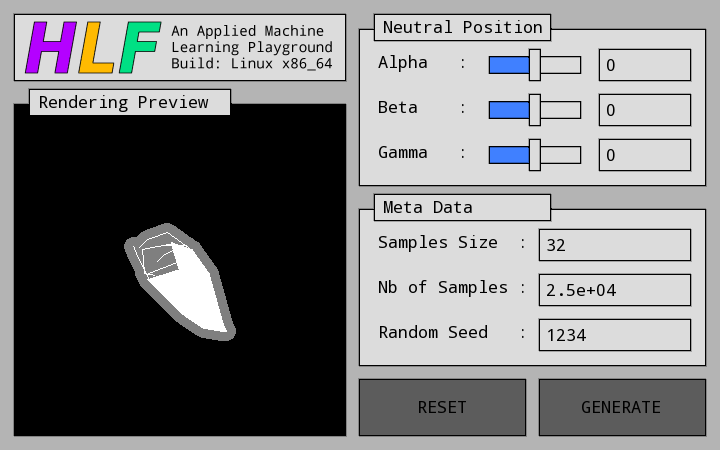 HLF
An Applied Machine
Learning Playground
Build: Linux x86_64
Rendering Preview
Neutral Position
Alpha : 0
Beta : 0
Gamma : 0
Meta Data
Samples Size : 32
Nb of Samples : 2.5e+04
Random Seed : 1234
RESET
GENERATE